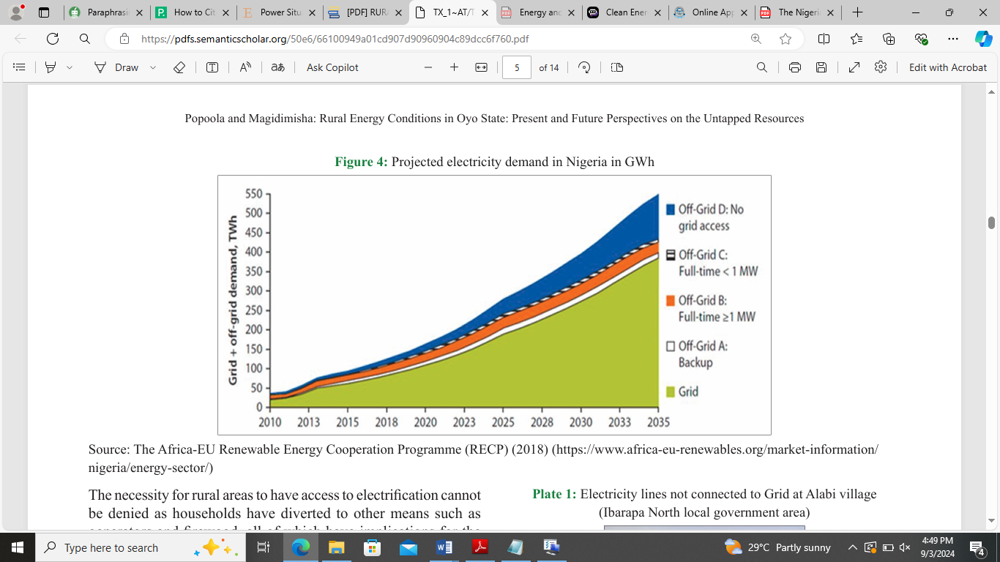 Paraphrasi
How to Cit
Power Situ
[PDF] RURA
TX_1~AT/T
Energy and
Clean Ener
Online App
The Nigeria
https://pdfs.semanticscholar.org/50e6/66100949a01cd907d90960904c89dcc6f760.pdf
Draw
Ask Copilot
5 of 14
Edit with Acrobat
Popoola and Magidimisha: Rural Energy Conditions in Oyo State: Present and Future Perspectives on the Untapped Resources
Figure 4: Projected electricity demand in Nigeria in GWh
Grid + off-grid demand, TWh
550
500
450
400
350
300
250
200
150
100
50
0
2010 2013 2015 2018 2020 2023 2025 2028 2030 2033 2035
Off-Grid D: No
grid access
Off-Grid C:
Full-time < 1 MW
Off-Grid B:
Full-time ≥1 MW
Off-Grid A:
Backup
Grid
Source: The Africa-EU Renewable Energy Cooperation Programme (RECP) (2018) (https://www.africa-eu-renewables.org/market-information/
nigeria/energy-sector/)
The necessity for rural areas to have access to electrification cannot
be denied as households have diverted to other means such as
Plate 1: Electricity lines not connected to Grid at Alabi village
(Ibarapa North local government area)
Type here to search
29°C Partly sunny
4:49 PM
9/3/2024
4